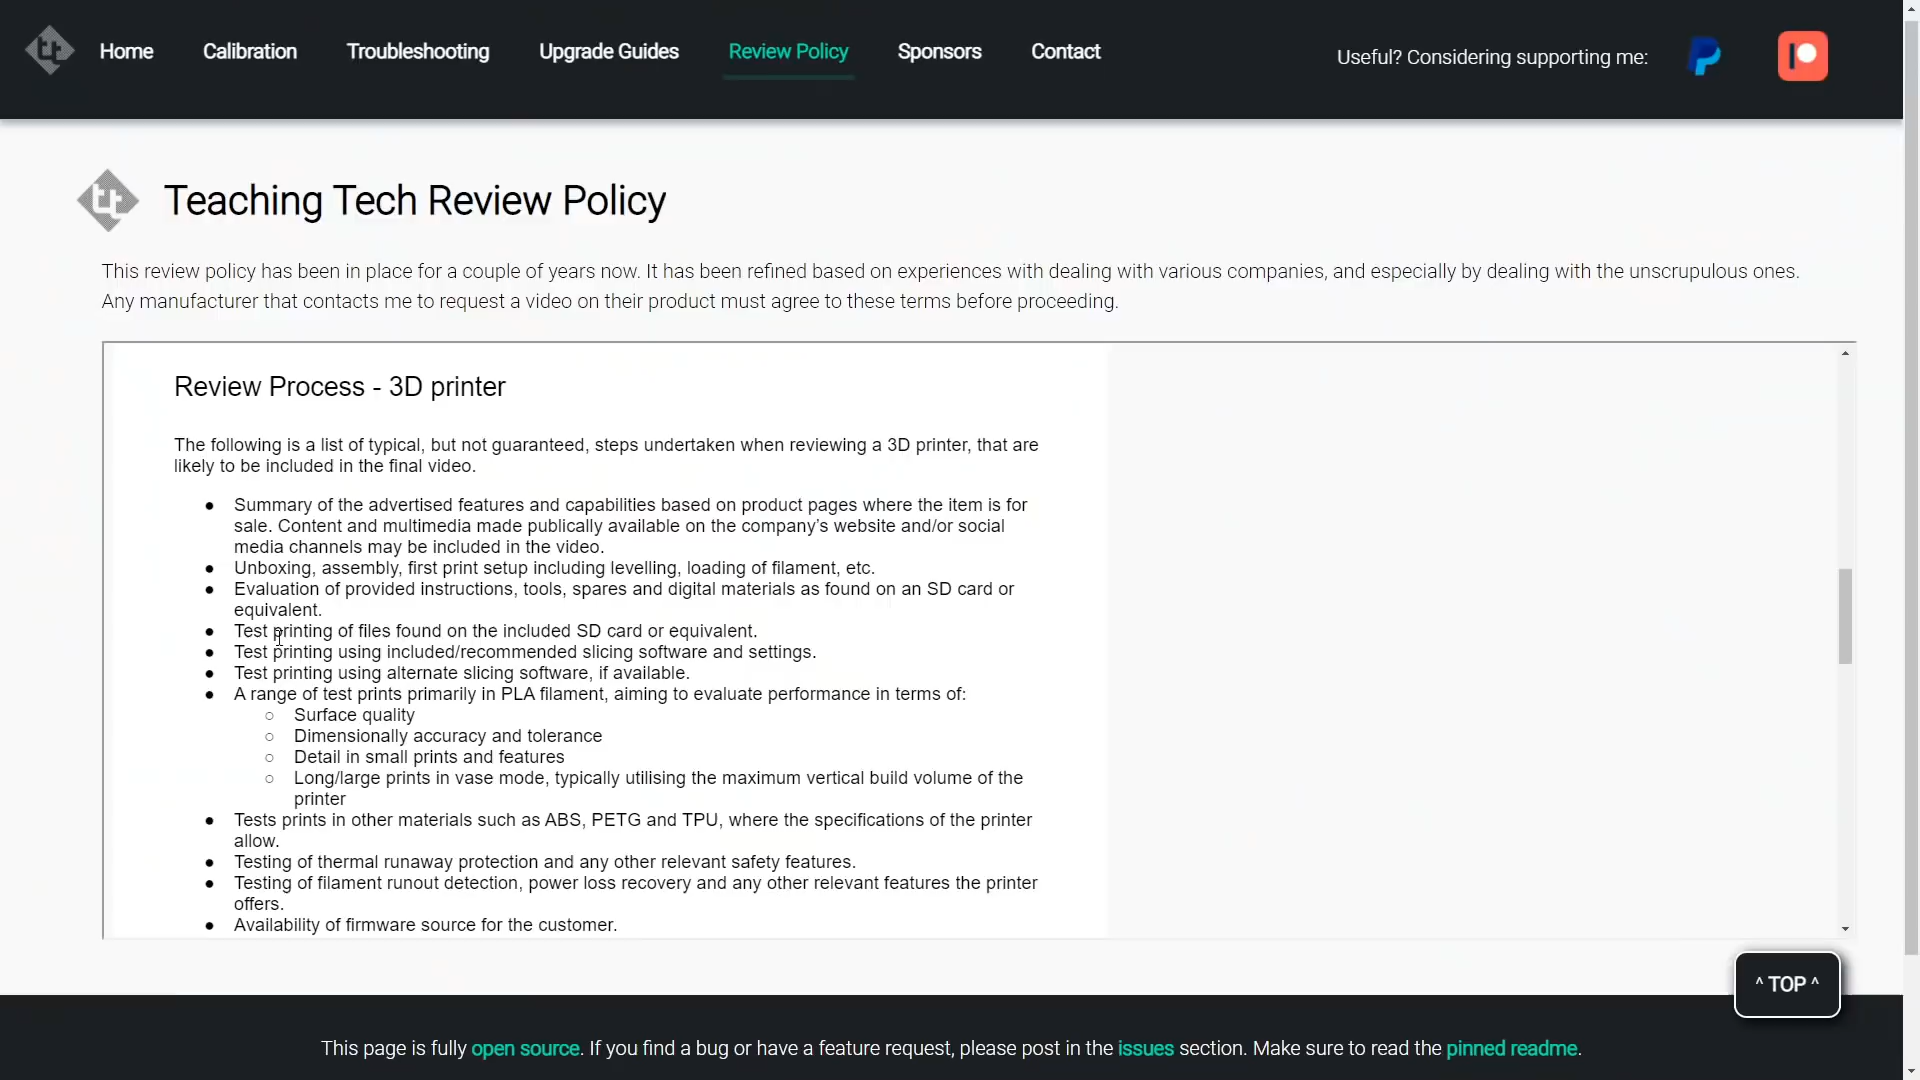 Home Calibration Troubleshooting Upgrade Guides Review Policy Sponsors Contact Useful? Considering supporting me:
Teaching Tech Review Policy
This review policy has been in place for a couple of years now. It has been refined based on experiences with dealing with various companies, and especially by dealing with the unscrupulous ones.
Any manufacturer that contacts me to request a video on their product must agree to these terms before proceeding.
Review Process - 3D printer
The following is a list of typical, but not guaranteed, steps undertaken when reviewing a 3D printer, that are
likely to be included in the final video.
● Summary of the advertised features and capabilities based on product pages where the item is for
sale. Content and multimedia made publically available on the company’s website and/or social
media channels may be included in the video.
● Unboxing, assembly, first print setup including levelling, loading of filament, etc.
● Evaluation of provided instructions, tools, spares and digital materials as found on an SD card or
equivalent.
● Test printing of files found on the included SD card or equivalent.
● Test printing using included/recommended slicing software and settings.
● Test printing using alternate slicing software, if available.
● A range of test prints primarily in PLA filament, aiming to evaluate performance in terms of:
○ Surface quality
○ Dimensionally accuracy and tolerance
○ Detail in small prints and features
○ Long/large prints in vase mode, typically utilising the maximum vertical build volume of the
printer
● Tests prints in other materials such as ABS, PETG and TPU, where the specifications of the printer
allow.
● Testing of thermal runaway protection and any other relevant safety features.
● Testing of filament runout detection, power loss recovery and any other relevant features the printer
offers.
● Availability of firmware source for the customer.
^ TOP ^
This page is fully open source. If you find a bug or have a feature request, please post in the issues section. Make sure to read the pinned readme.